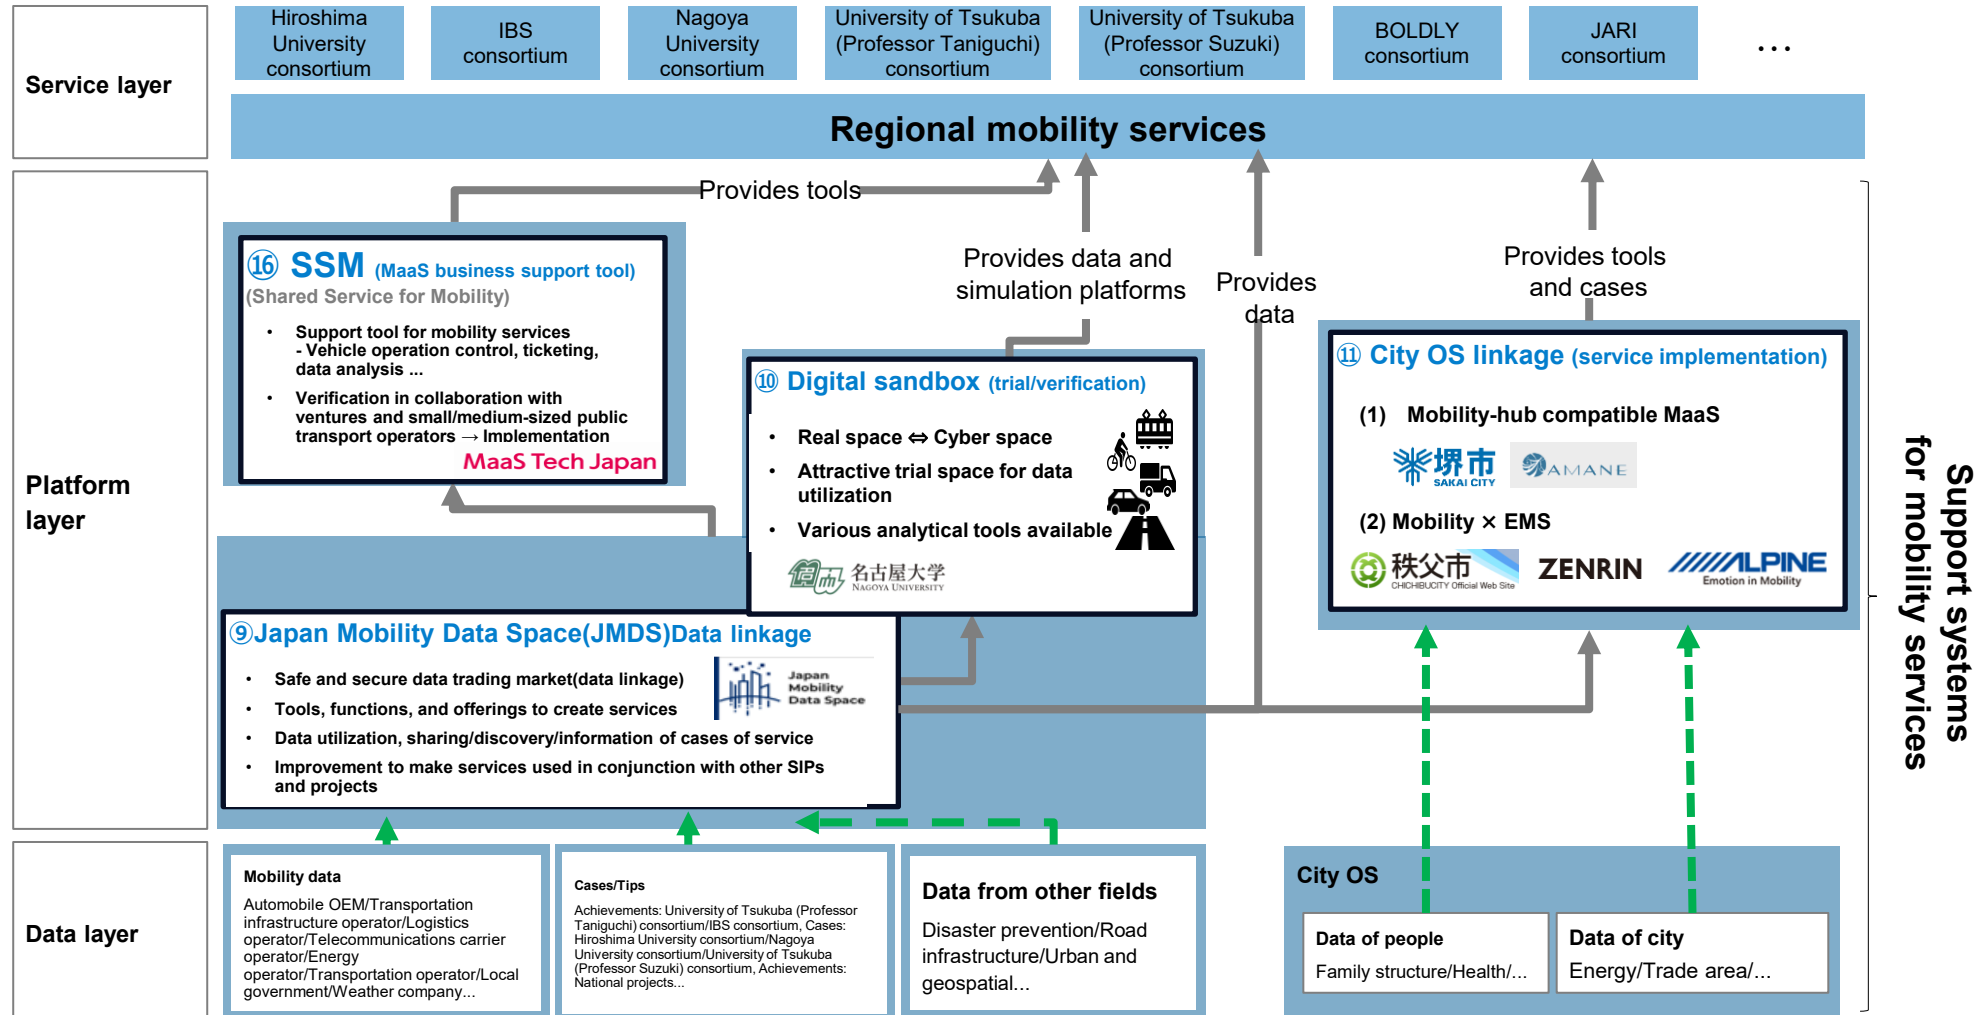 Service layer
Hiroshima
University
consortium
IBS
consortium
Nagoya
University
consortium
University of Tsukuba
(Professor Taniguchi)
consortium
University of Tsukuba
(Professor Suzuki)
consortium
BOLDLY
consortium
JARI
consortium
...
Regional mobility services
Platform
layer
Provides tools
Provides data and
simulation platforms
Provides
data
Provides tools
and cases
⑯ SSM (MaaS business support tool)
(Shared Service for Mobility)
• Support tool for mobility services
- Vehicle operation control, ticketing,
data analysis ...
• Verification in collaboration with
ventures and small/medium-sized public
transport operators → Implementation
MaaS Tech Japan
⑩ Digital sandbox (trial/verification)
• Real space ⇔ Cyber space
• Attractive trial space for data
utilization
• Various analytical tools available
名古屋大学
NAGOYA UNIVERSITY
⑪ City OS linkage (service implementation)
(1) Mobility-hub compatible MaaS
堺市
SAKAI CITY
AMANE
(2) Mobility × EMS
秩父市
CHICHIBUCITY Official Web Site
ZENRIN
ALPINE
Emotion in Mobility
⑨Japan Mobility Data Space(JMDS)Data linkage
• Safe and secure data trading market(data linkage)
• Tools, functions, and offerings to create services
• Data utilization, sharing/discovery/information of cases of service
• Improvement to make services used in conjunction with other SIPs
and projects
Japan
Mobility
Data Space
Support systems
for mobility services
Data layer
Mobility data
Automobile OEM/Transportation
infrastructure operator/Logistics
operator/Telecommunications carrier
operator/Energy
operator/Transportation operator/Local
government/Weather company...
Cases/Tips
Achievements: University of Tsukuba (Professor
Taniguchi) consortium/IBS consortium, Cases:
Hiroshima University consortium/Nagoya
University consortium/University of Tsukuba
(Professor Suzuki) consortium, Achievements:
National projects...
Data from other fields
Disaster prevention/Road
infrastructure/Urban and
geospatial...
City OS
Data of people
Family structure/Health/...
Data of city
Energy/Trade area/...